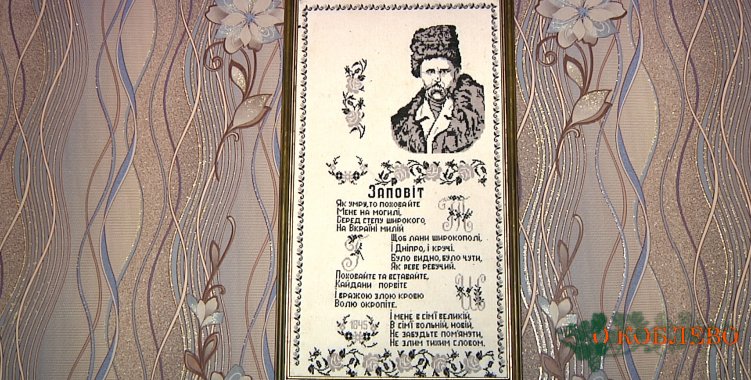 Заповіт
Як умру, то поховайте
Мене на могилі,
Серед степу широкого,
На Вкраїні милій
Щоб лани широкополі,
І Дніпро, і кручі.
Було видно, було чути,
Як реве ревучий.
Поховайте та вставайте,
Кайдани порвіте
І вражою злою кровю
Волю окропіте.
І мене в сім'ї великій,
В сім'ї вольній, новій,
Не забудьте пом'янути,
Не злим тихим словом.
1845